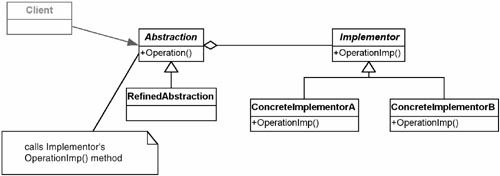 Client
Abstraction
+Operation()
Implementor
+OperationImp()
RefinedAbstraction
ConcreteImplementorA
+OperationImp()
ConcreteImplementorB
+OperationImp()
calls Implementor's
OperationImp() method